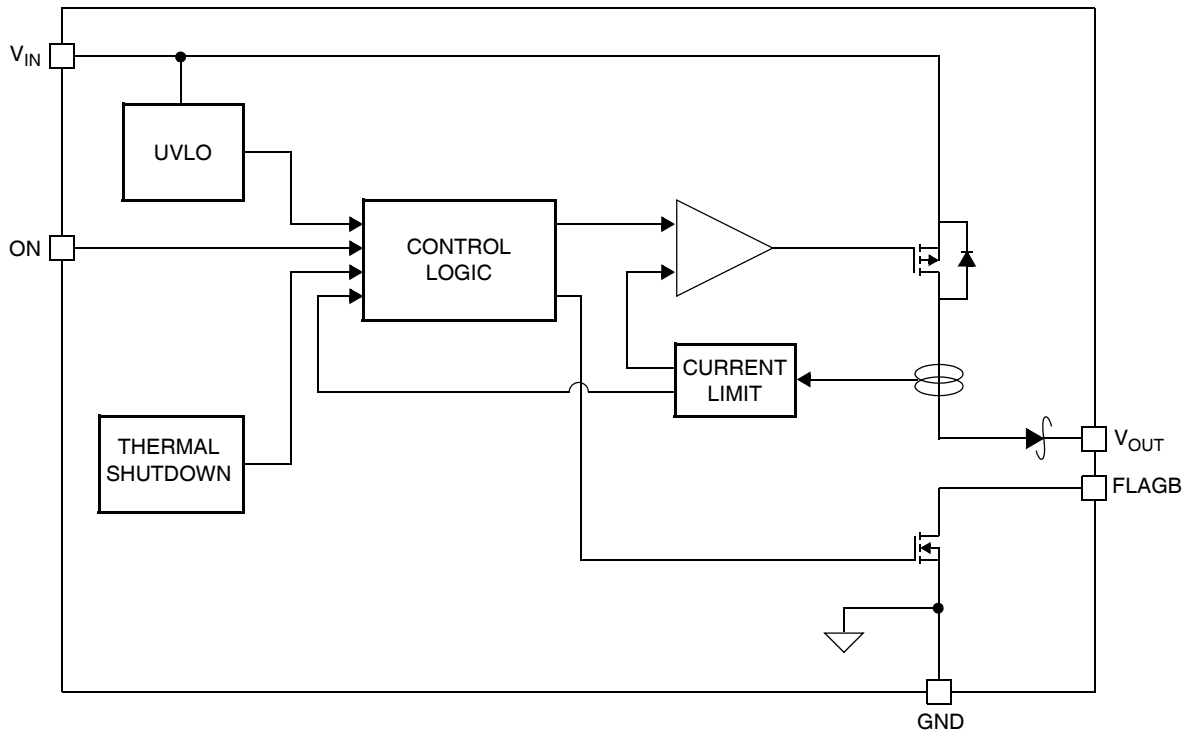 VIN
UVLO
ON
CONTROL
LOGIC
CURRENT
LIMIT
THERMAL
SHUTDOWN
VOUT
FLAGB
GND